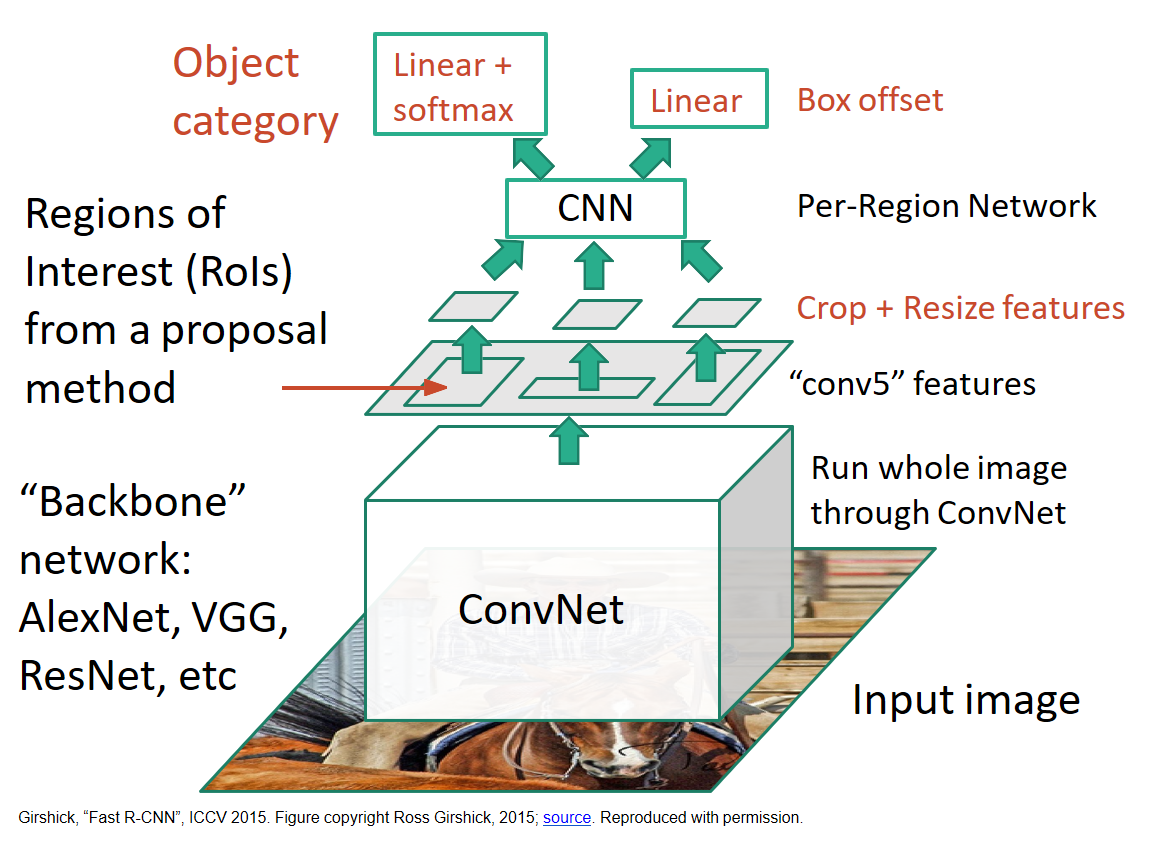 Object
category
Linear +
softmax
Linear
Box offset
CNN
Per-Region Network
Regions of
Interest (RoIs)
from a proposal
method
Crop + Resize features
“conv5” features
Run whole image
through ConvNet
“Backbone”
network:
AlexNet, VGG,
ResNet, etc
ConvNet
Input image
Girshick, “Fast R-CNN”, ICCV 2015. Figure copyright Ross Girshick, 2015; source. Reproduced with permission.